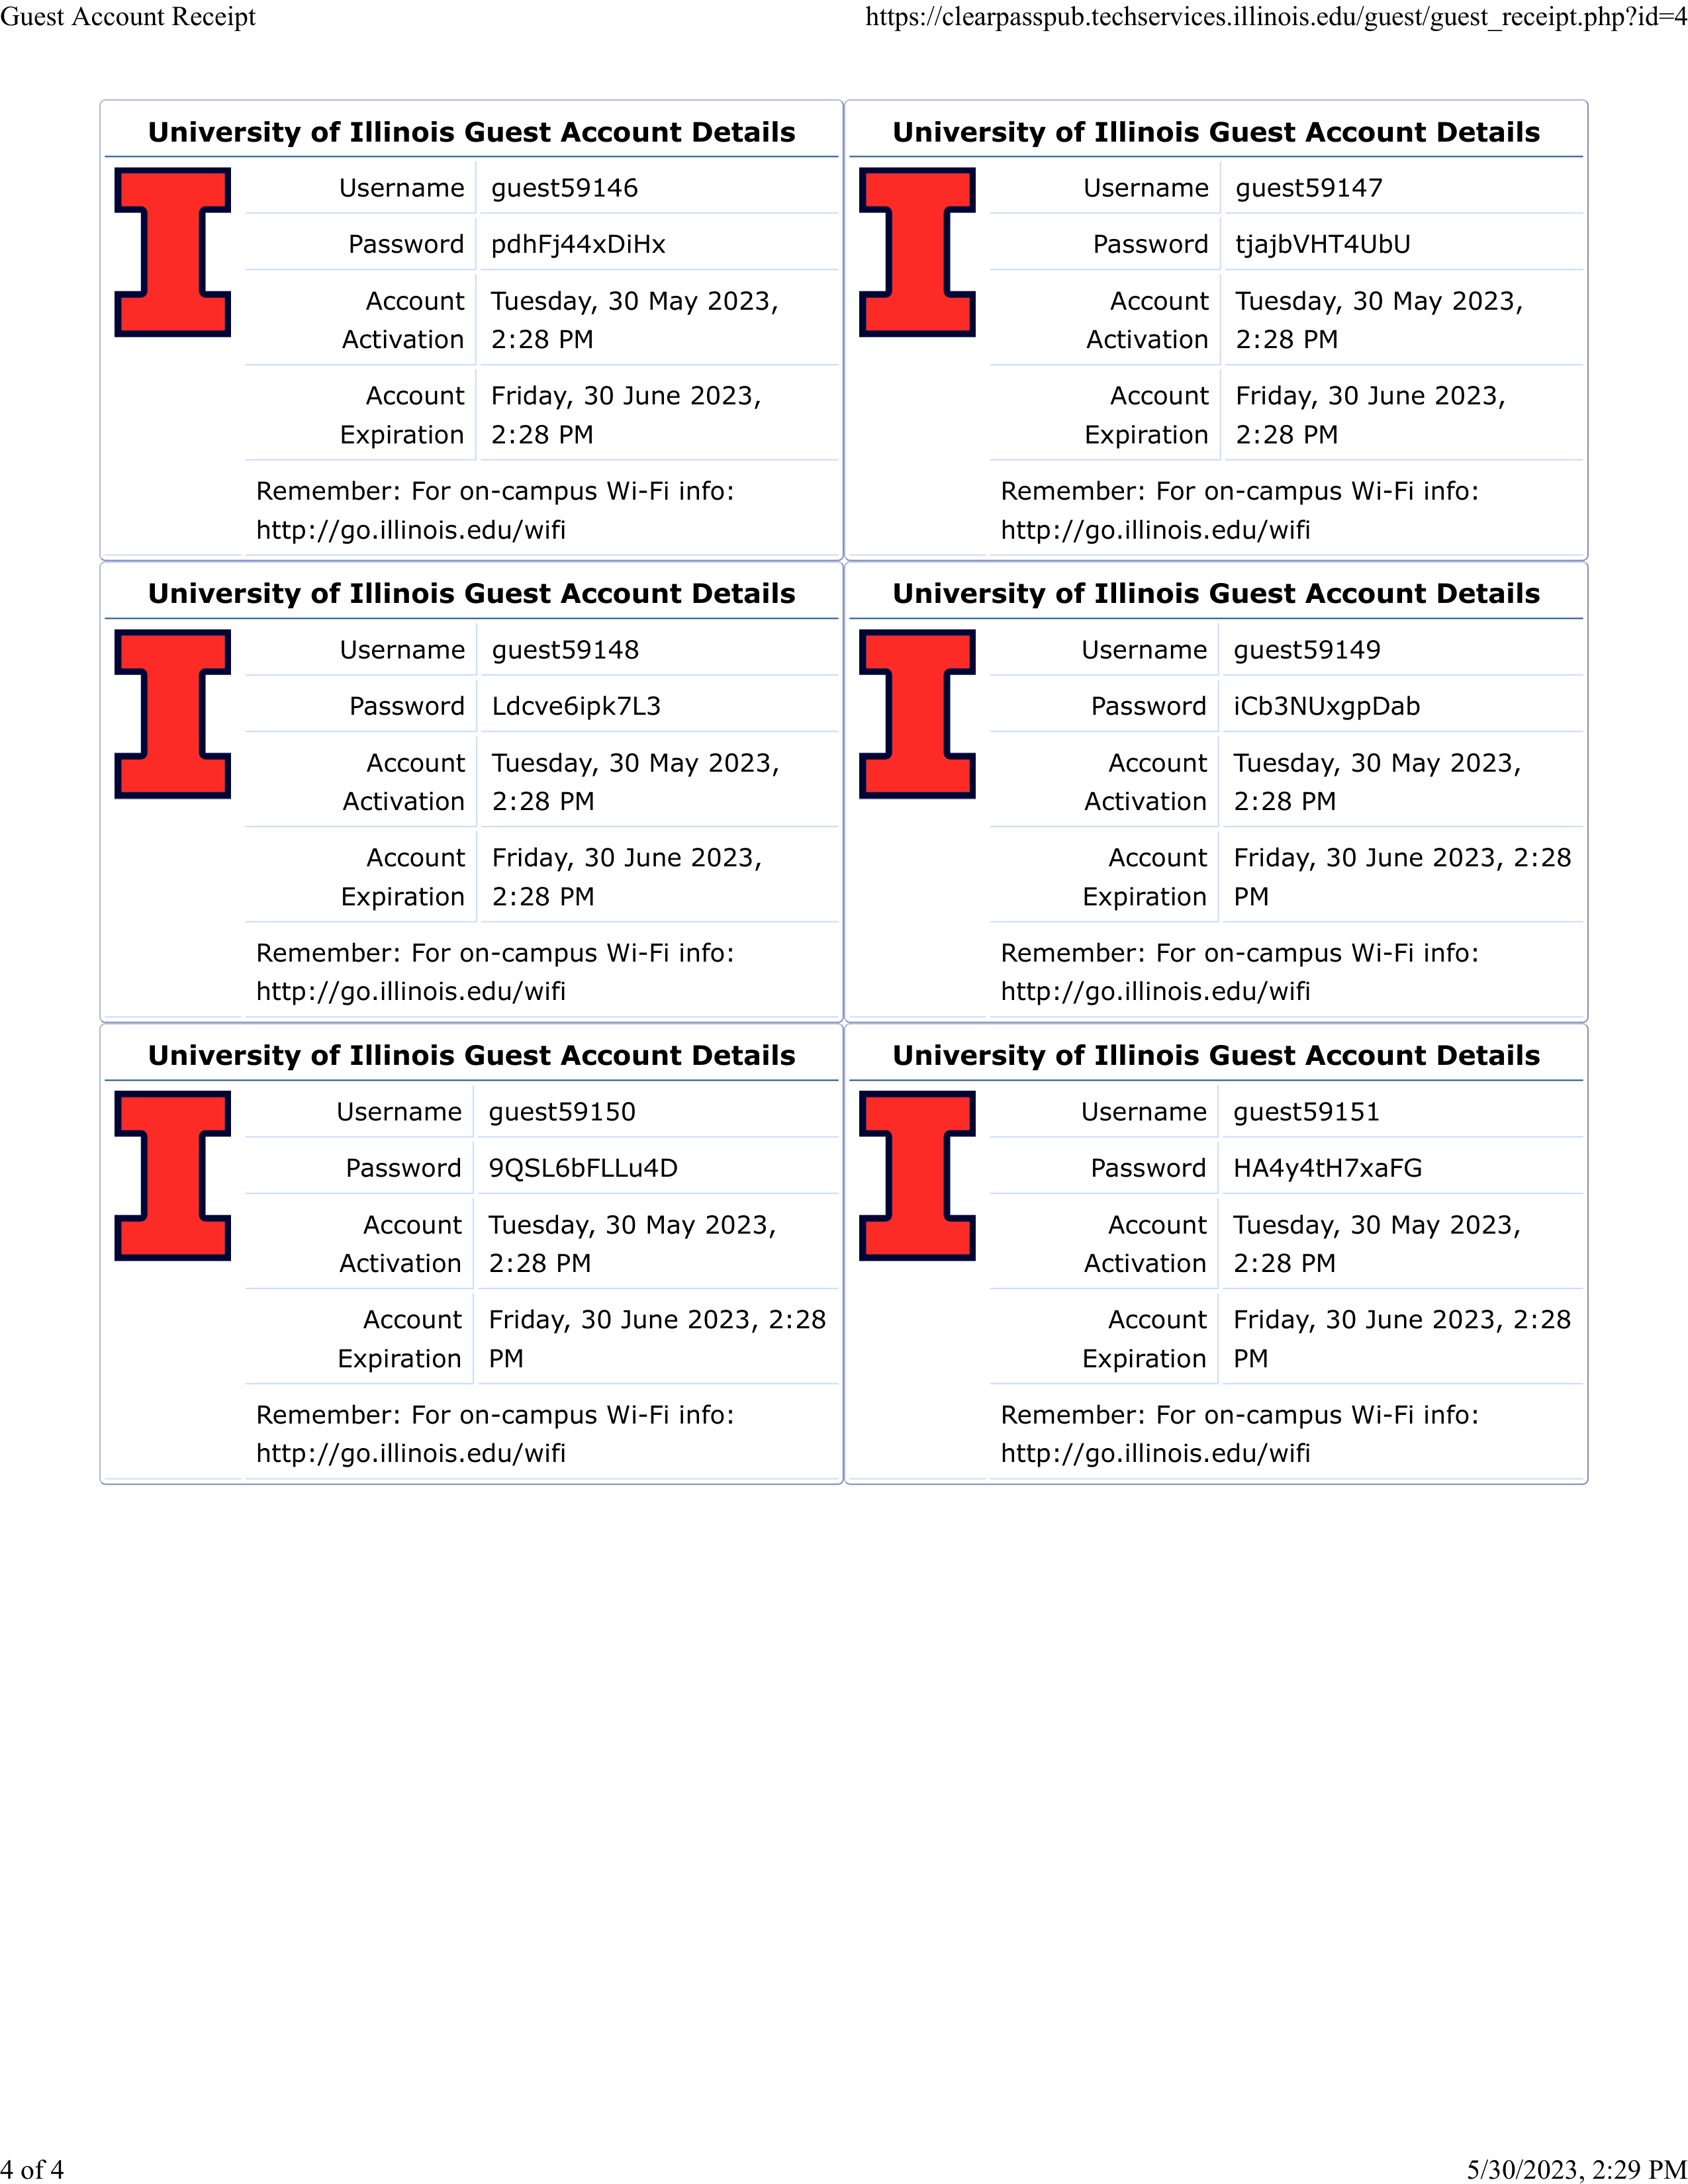 Guest Account Receipt
https://clearpasspub.techservices.illinois.edu/guest/guest_receipt.php?id=4
University of Illinois Guest Account Details
Username guest59146
Password pdhFj44xDiHx
Account Tuesday, 30 May 2023,
Activation 2:28 PM
Account Friday, 30 June 2023,
Expiration 2:28 PM
Remember: For on-campus Wi-Fi info:
http://go.illinois.edu/wifi
University of Illinois Guest Account Details
Username guest59147
Password tjajbVHT4UbU
Account Tuesday, 30 May 2023,
Activation 2:28 PM
Account Friday, 30 June 2023,
Expiration 2:28 PM
Remember: For on-campus Wi-Fi info:
http://go.illinois.edu/wifi
University of Illinois Guest Account Details
Username guest59148
Password Ldcve6ipk7L3
Account Tuesday, 30 May 2023,
Activation 2:28 PM
Account Friday, 30 June 2023,
Expiration 2:28 PM
Remember: For on-campus Wi-Fi info:
http://go.illinois.edu/wifi
University of Illinois Guest Account Details
Username guest59149
Password iCb3NUxgpDab
Account Tuesday, 30 May 2023,
Activation 2:28 PM
Account Friday, 30 June 2023, 2:28
Expiration PM
Remember: For on-campus Wi-Fi info:
http://go.illinois.edu/wifi
University of Illinois Guest Account Details
Username guest59150
Password 9QSL6bFLLu4D
Account Tuesday, 30 May 2023,
Activation 2:28 PM
Account Friday, 30 June 2023, 2:28
Expiration PM
Remember: For on-campus Wi-Fi info:
http://go.illinois.edu/wifi
University of Illinois Guest Account Details
Username guest59151
Password HA4y4tH7xaFG
Account Tuesday, 30 May 2023,
Activation 2:28 PM
Account Friday, 30 June 2023, 2:28
Expiration PM
Remember: For on-campus Wi-Fi info:
http://go.illinois.edu/wifi
4 of 4
5/30/2023, 2:29 PM